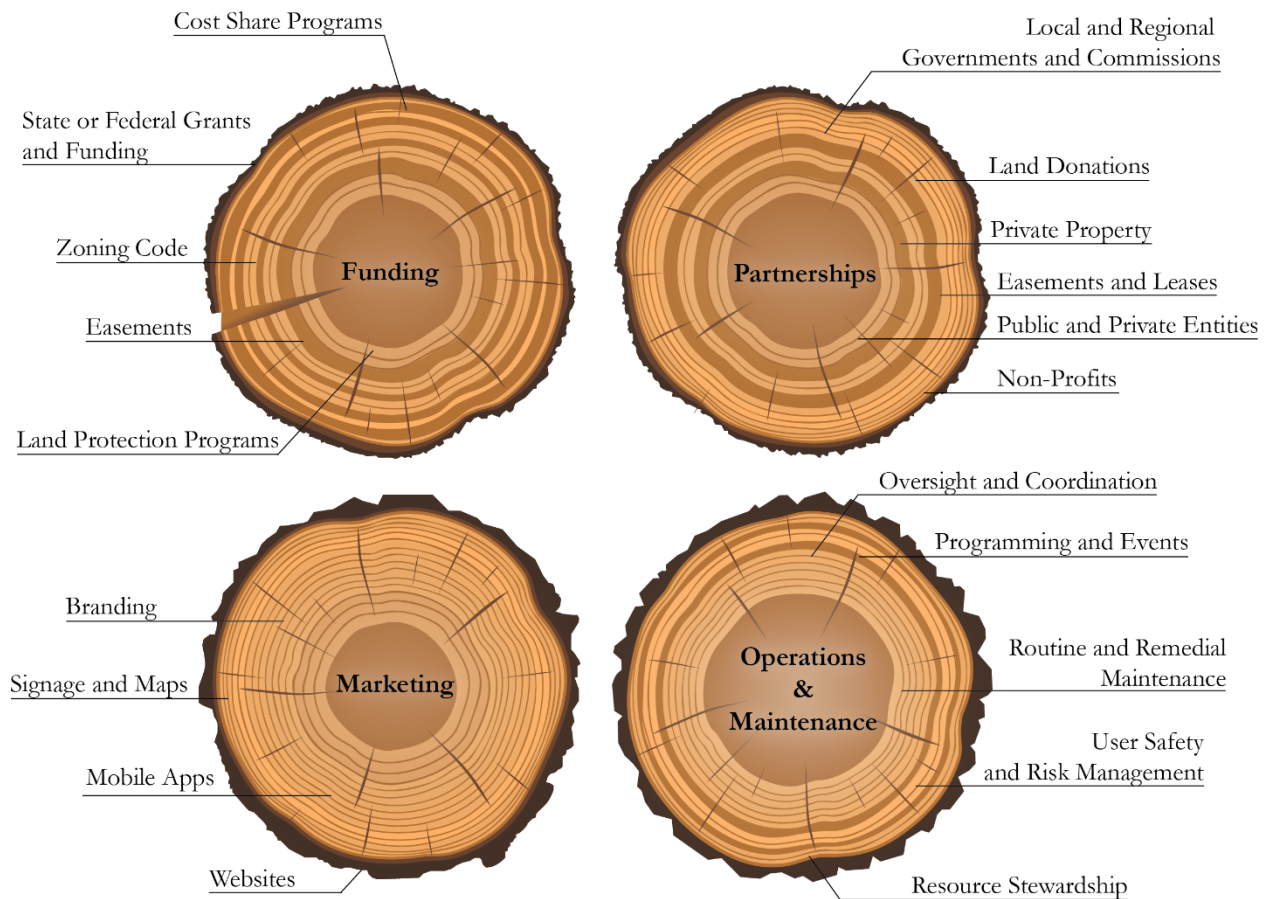 Cost Share Programs
State or Federal Grants
and Funding
Zoning Code
Funding
Easements
Land Protection Programs
Local and Regional
Governments and Commissions
Land Donations
Private Property
Partnerships
Easements and Leases
Public and Private Entities
Non-Profits
Branding
Signage and Maps
Marketing
Mobile Apps
Websites
Oversight and Coordination
Programming and Events
Operations
&
Maintenance
Routine and Remedial
Maintenance
User Safety
and Risk Management
Resource Stewardship